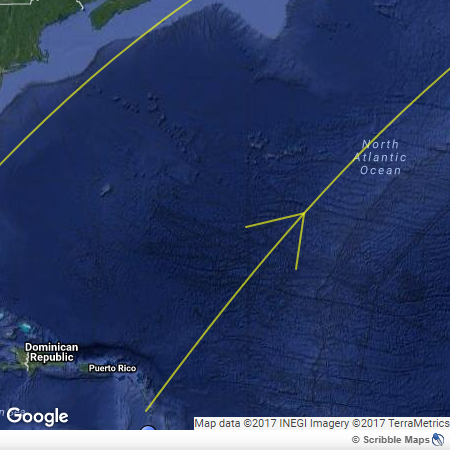 North
Atlantic
Ocean
Dominican
Republic
Puerto Rico
Google
Map data ©2017 INEGI Imagery ©2017 TerraMetrics
© Scribble Maps